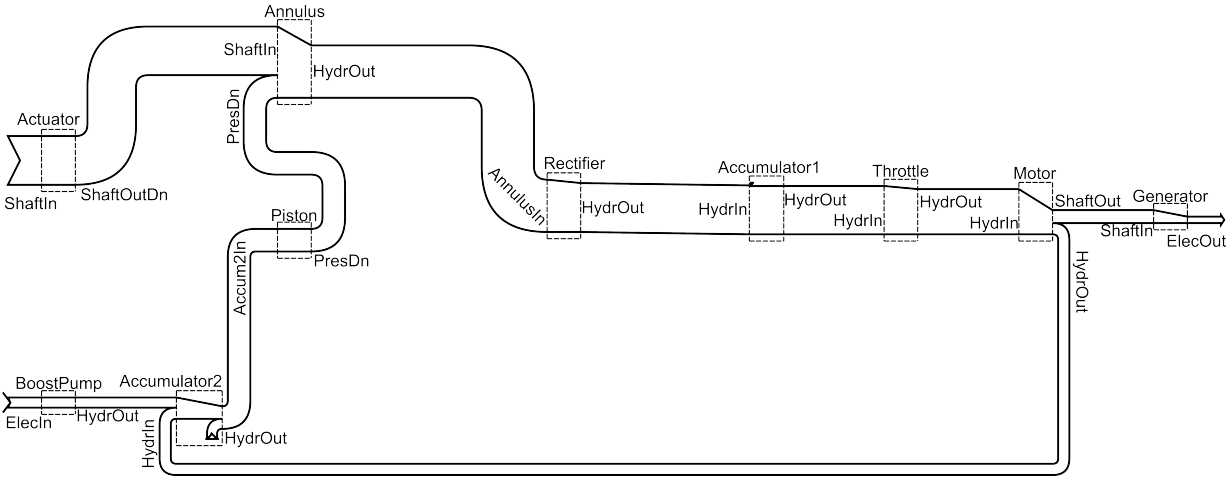 Annulus
ShaftIn
HydrOut
PresDn
Actuator
ShaftIn
ShaftOutDn
Rectifier
AnnulusIn
HydrOut
Accumulator1
HydrIn
HydrOut
Throttle
HydrIn
HydrOut
Motor
HydrIn
ShaftOut
Generator
ShaftIn
ElecOut
Piston
PresDn
Accum2In
HydrOut
BoostPump
Accumulator2
ElecIn
HydrOut
HydrIn
HydrOut